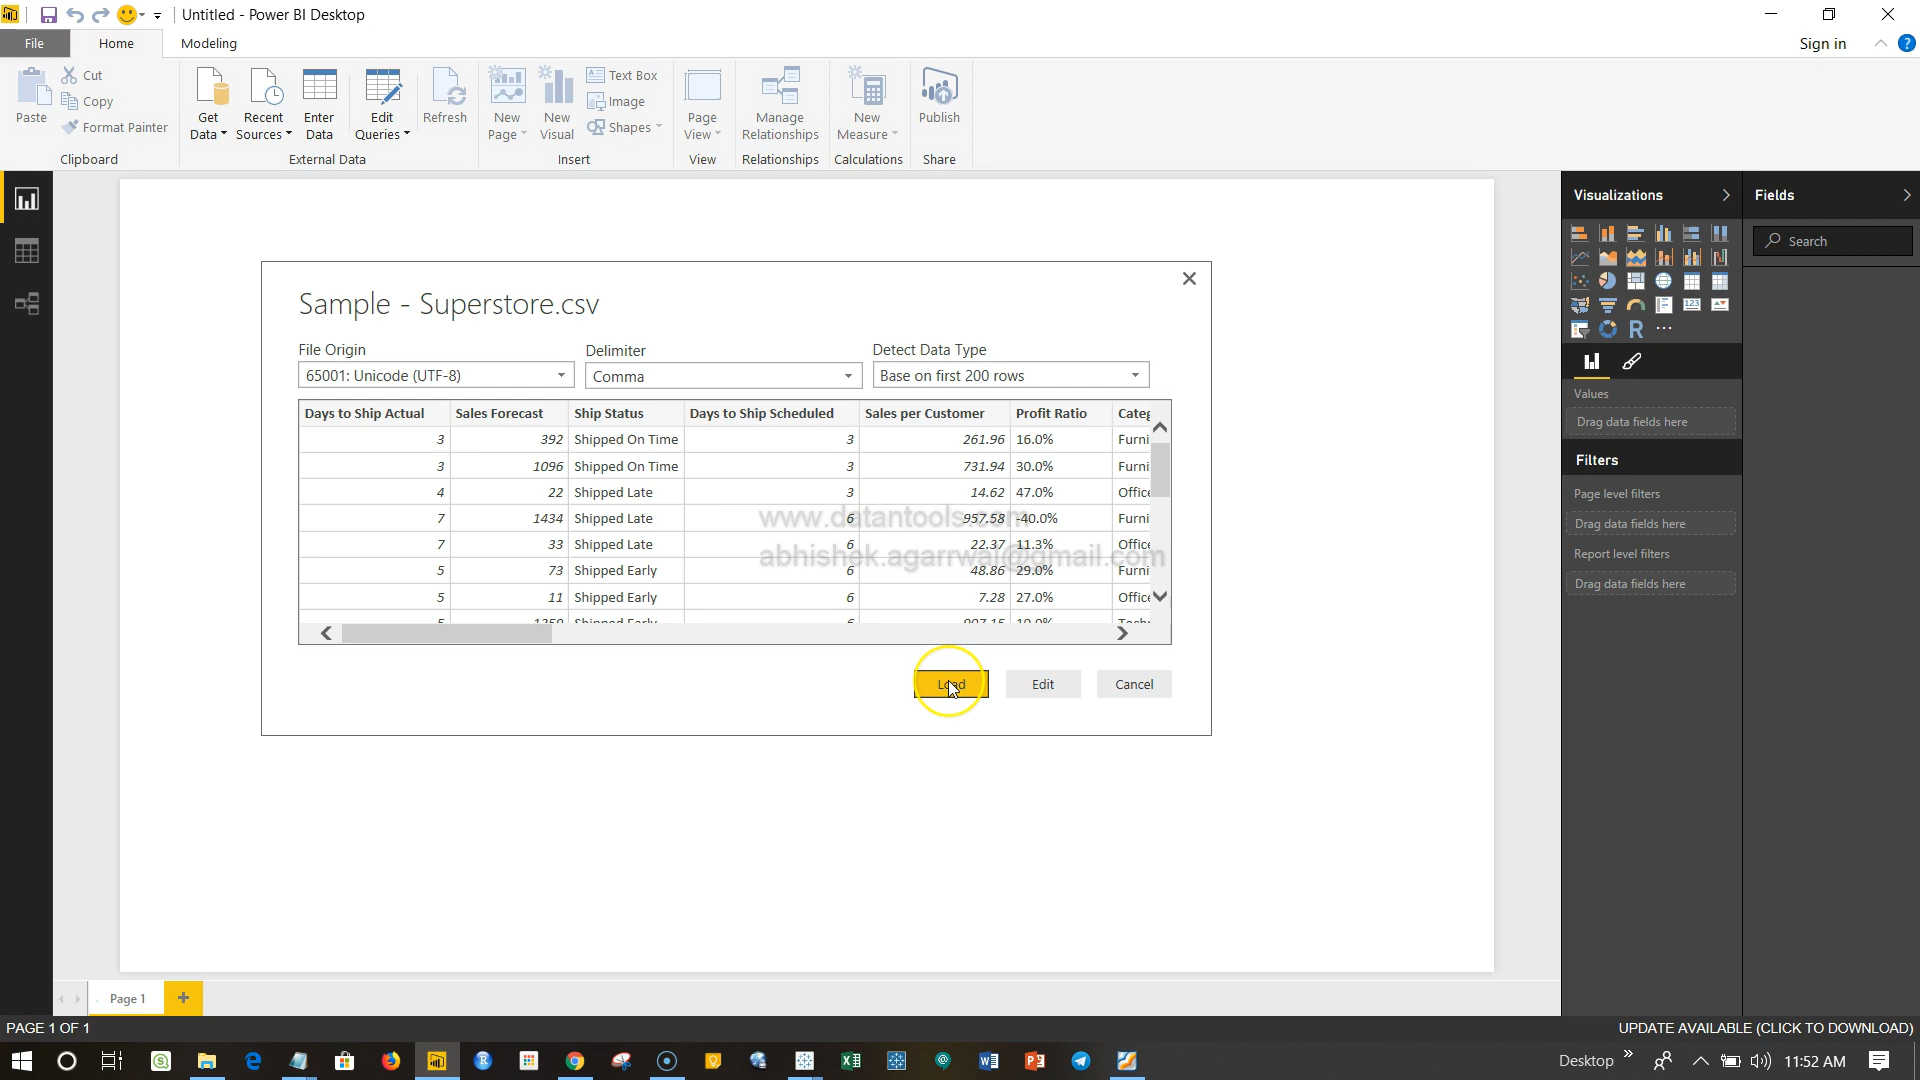 Untitled - Power BI Desktop
File Home Modeling Sign in
Paste
Cut
Copy
Format Painter
Clipboard
Get Data
Recent Sources
Enter Data
Edit Queries
Refresh
External Data
New Page
New Visual
Text Box
Image
Shapes
Insert
Page View
View
Manage Relationships
Relationships
New Measure
Calculations
Publish
Share
Sample - Superstore.csv
File Origin Delimiter Detect Data Type
65001: Unicode (UTF-8) Comma Base on first 200 rows
Days to Ship Actual Sales Forecast Ship Status Days to Ship Scheduled Sales per Customer Profit Ratio Categ
3 392 Shipped On Time 3 261.96 16.0% Furni
3 1096 Shipped On Time 3 731.94 30.0% Furni
4 22 Shipped Late 3 14.62 47.0% Office
7 1434 Shipped Late 6 957.58 -40.0% Furni
7 33 Shipped Late 6 22.37 11.3% Office
5 73 Shipped Early 6 48.86 29.0% Furni
5 11 Shipped Early 6 7.28 27.0% Office
www.datantools.com
abhishek.agarrwal@gmail.com
Load Edit Cancel
Visualizations
Values
Drag data fields here
Filters
Page level filters
Drag data fields here
Report level filters
Drag data fields here
Fields
Search
Page 1
PAGE 1 OF 1 UPDATE AVAILABLE (CLICK TO DOWNLOAD)
Desktop 11:52 AM